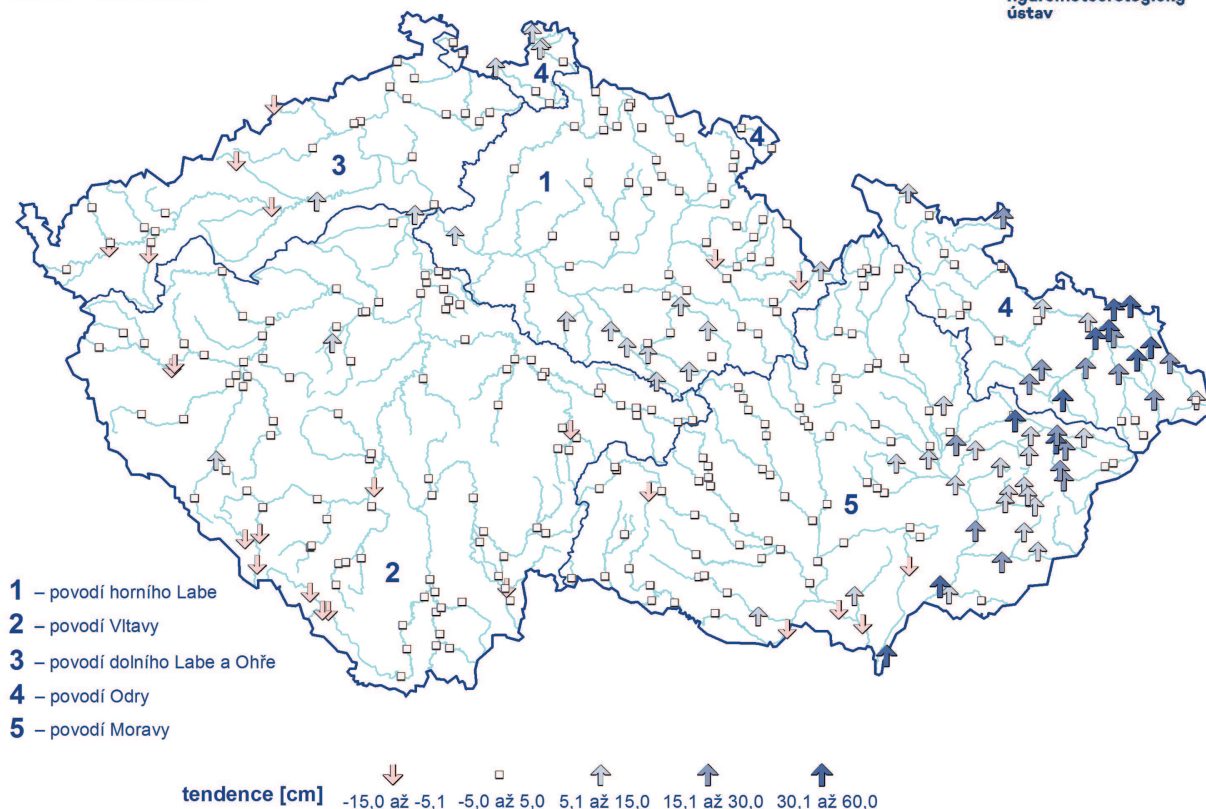 ústav
4
4
3
1
4
5
2
1 – povodí horního Labe
2 – povodí Vltavy
3 – povodí dolního Labe a Ohře
4 – povodí Odry
5 – povodí Moravy
tendence [cm] -15,0 až -5,1 -5,0 až 5,0 5,1 až 15,0 15,1 až 30,0 30,1 až 60,0